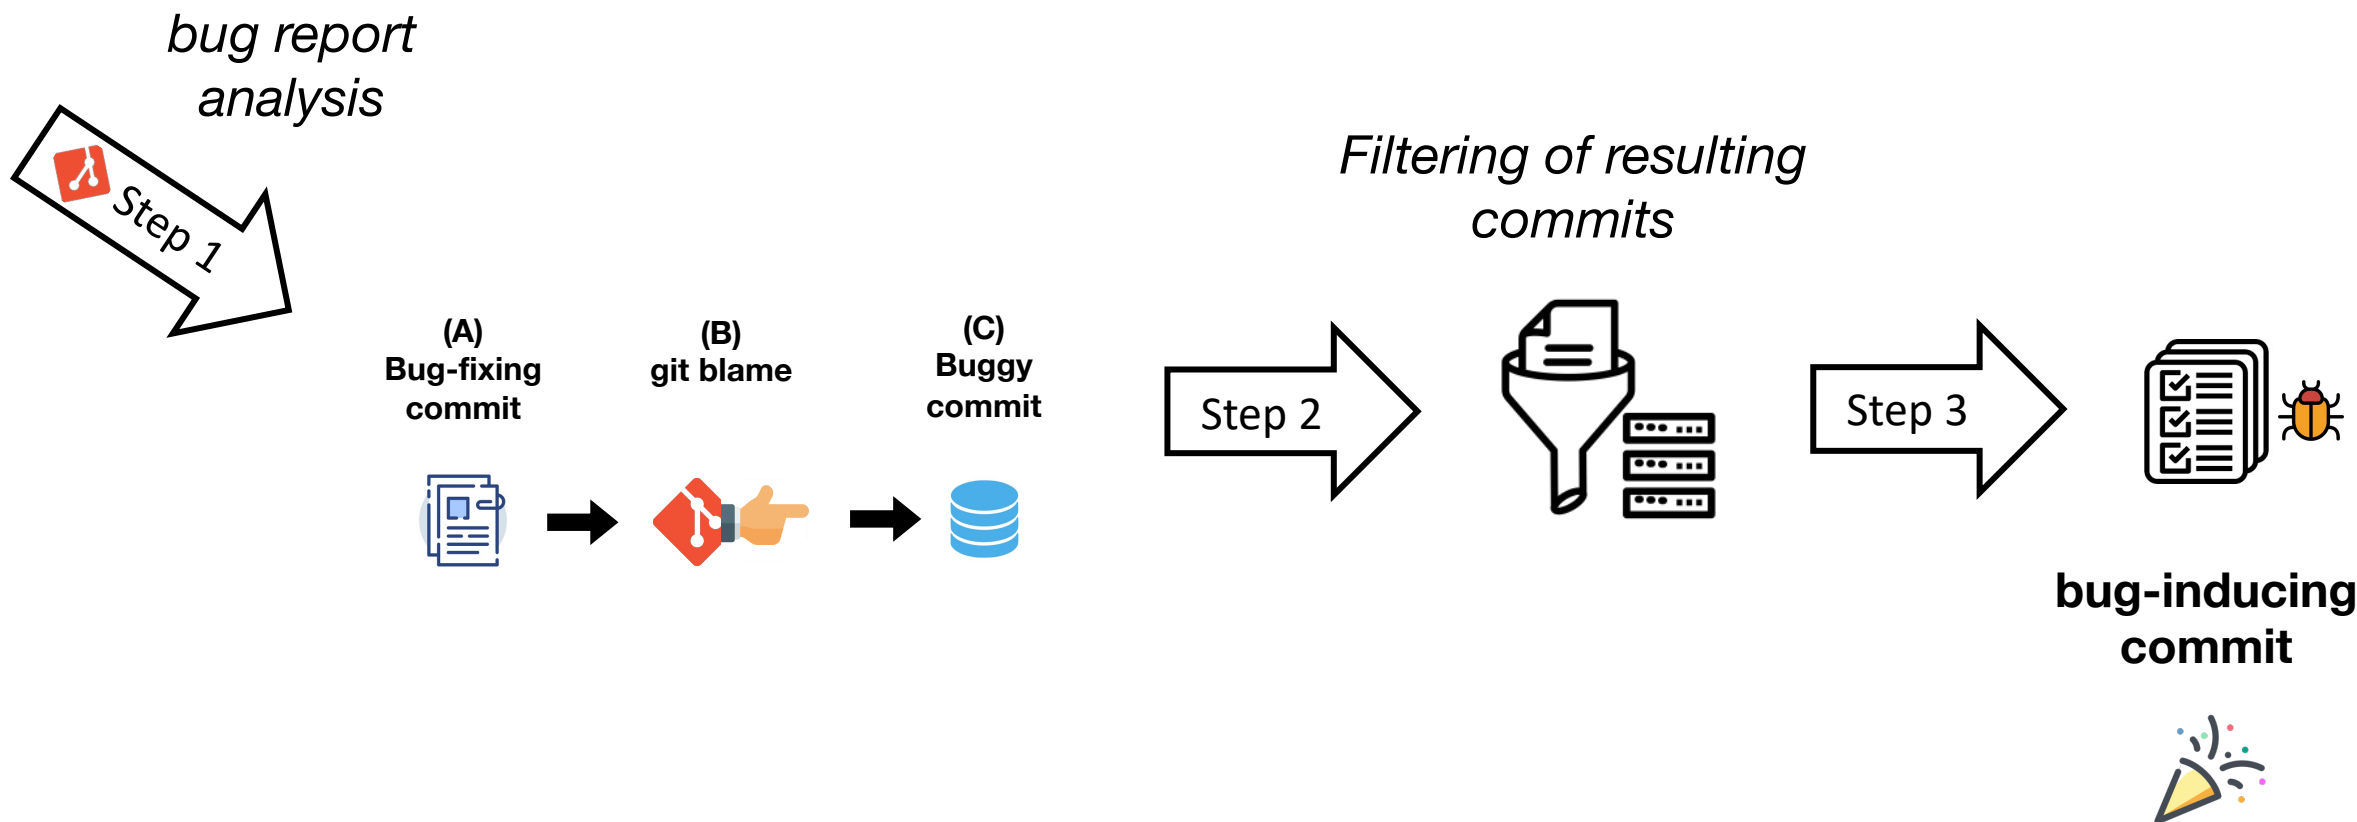 bug report
analysis
Step 1
(A)
Bug-fixing
commit
(B)
git blame
(C)
Buggy
commit
Step 2
Filtering of resulting
commits
Step 3
bug-inducing
commit